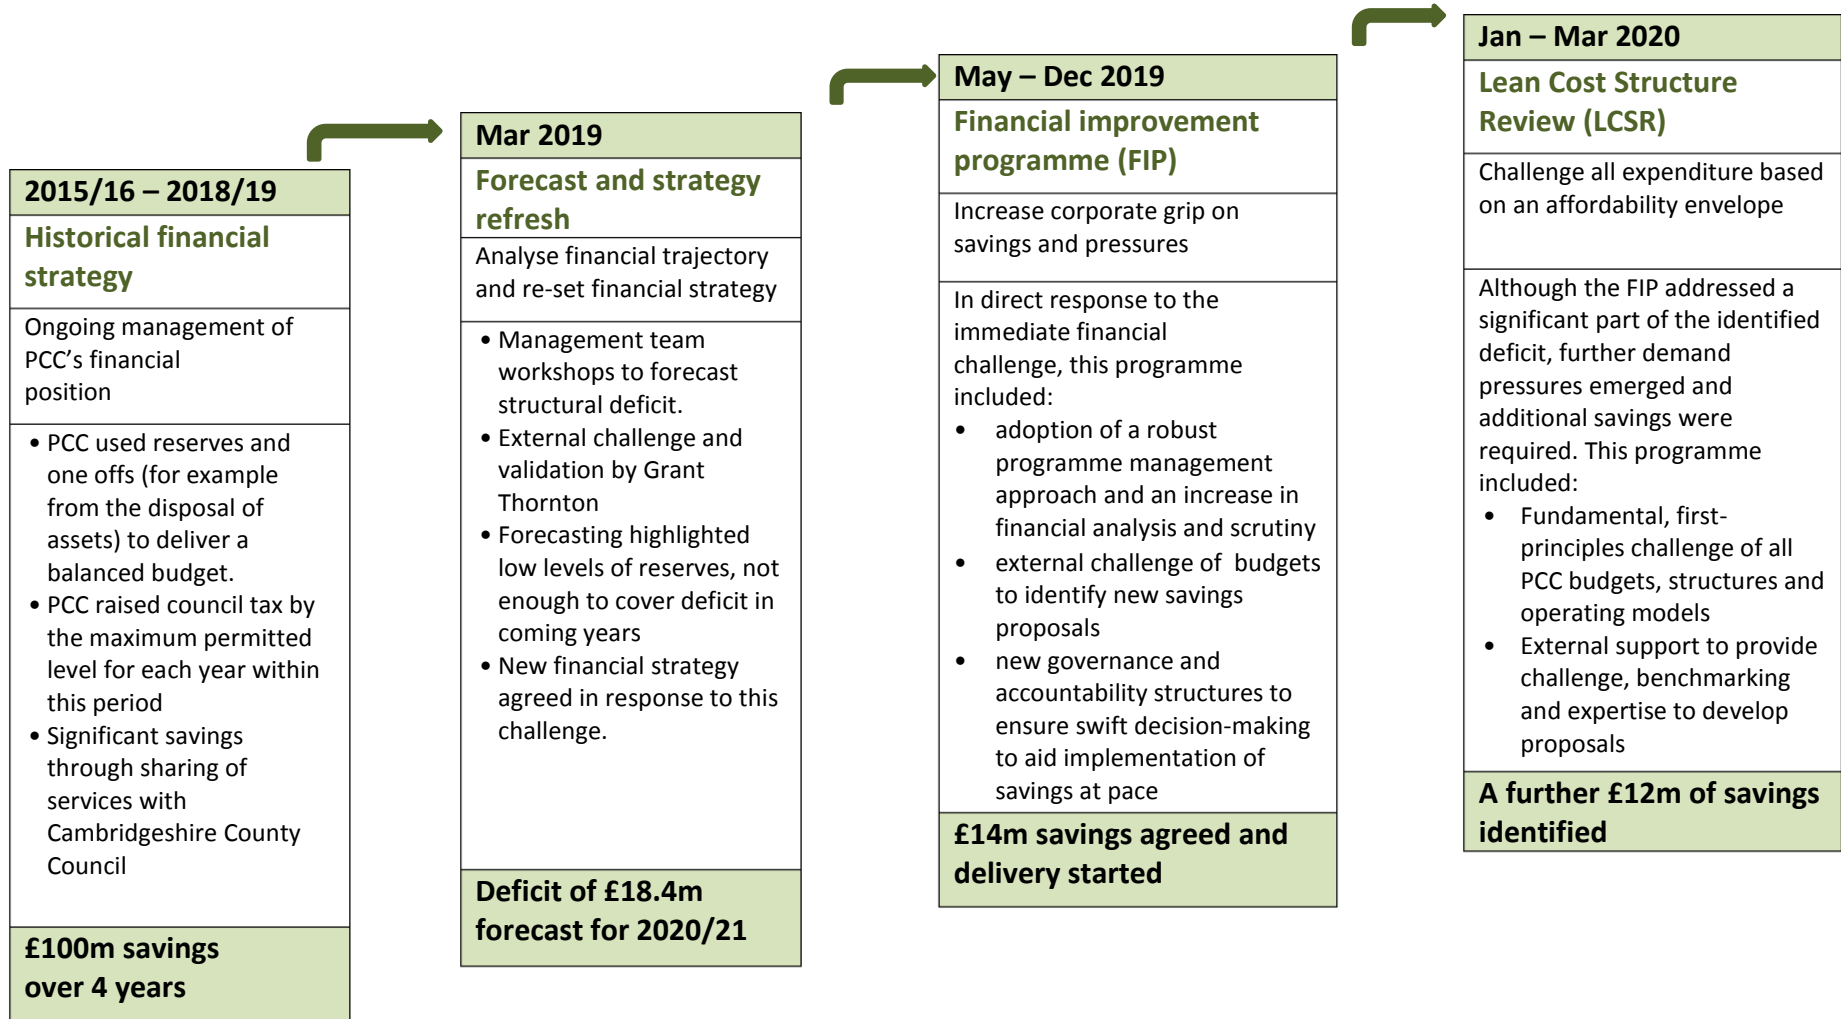 2015/16 – 2018/19
Historical financial
strategy
Ongoing management of
PCC’s financial
position
• PCC used reserves and
one offs (for example
from the disposal of
assets) to deliver a
balanced budget.
• PCC raised council tax by
the maximum permitted
level for each year within
this period
• Significant savings
through sharing of
services with
Cambridgeshire County
Council
£100m savings
over 4 years
Mar 2019
Forecast and strategy
refresh
Analyse financial trajectory
and re-set financial strategy
• Management team
workshops to forecast
structural deficit.
• External challenge and
validation by Grant
Thornton
• Forecasting highlighted
low levels of reserves, not
enough to cover deficit in
coming years
• New financial strategy
agreed in response to this
challenge.
Deficit of £18.4m
forecast for 2020/21
May – Dec 2019
Financial improvement
programme (FIP)
Increase corporate grip on
savings and pressures
In direct response to the
immediate financial
challenge, this programme
included:
• adoption of a robust
programme management
approach and an increase in
financial analysis and scrutiny
• external challenge of budgets
to identify new savings
proposals
• new governance and
accountability structures to
ensure swift decision-making
to aid implementation of
savings at pace
£14m savings agreed and
delivery started
Jan – Mar 2020
Lean Cost Structure
Review (LCSR)
Challenge all expenditure based
on an affordability envelope
Although the FIP addressed a
significant part of the identified
deficit, further demand
pressures emerged and
additional savings were
required. This programme
included:
• Fundamental, first-
principles challenge of all
PCC budgets, structures and
operating models
• External support to provide
challenge, benchmarking
and expertise to develop
proposals
A further £12m of savings
identified